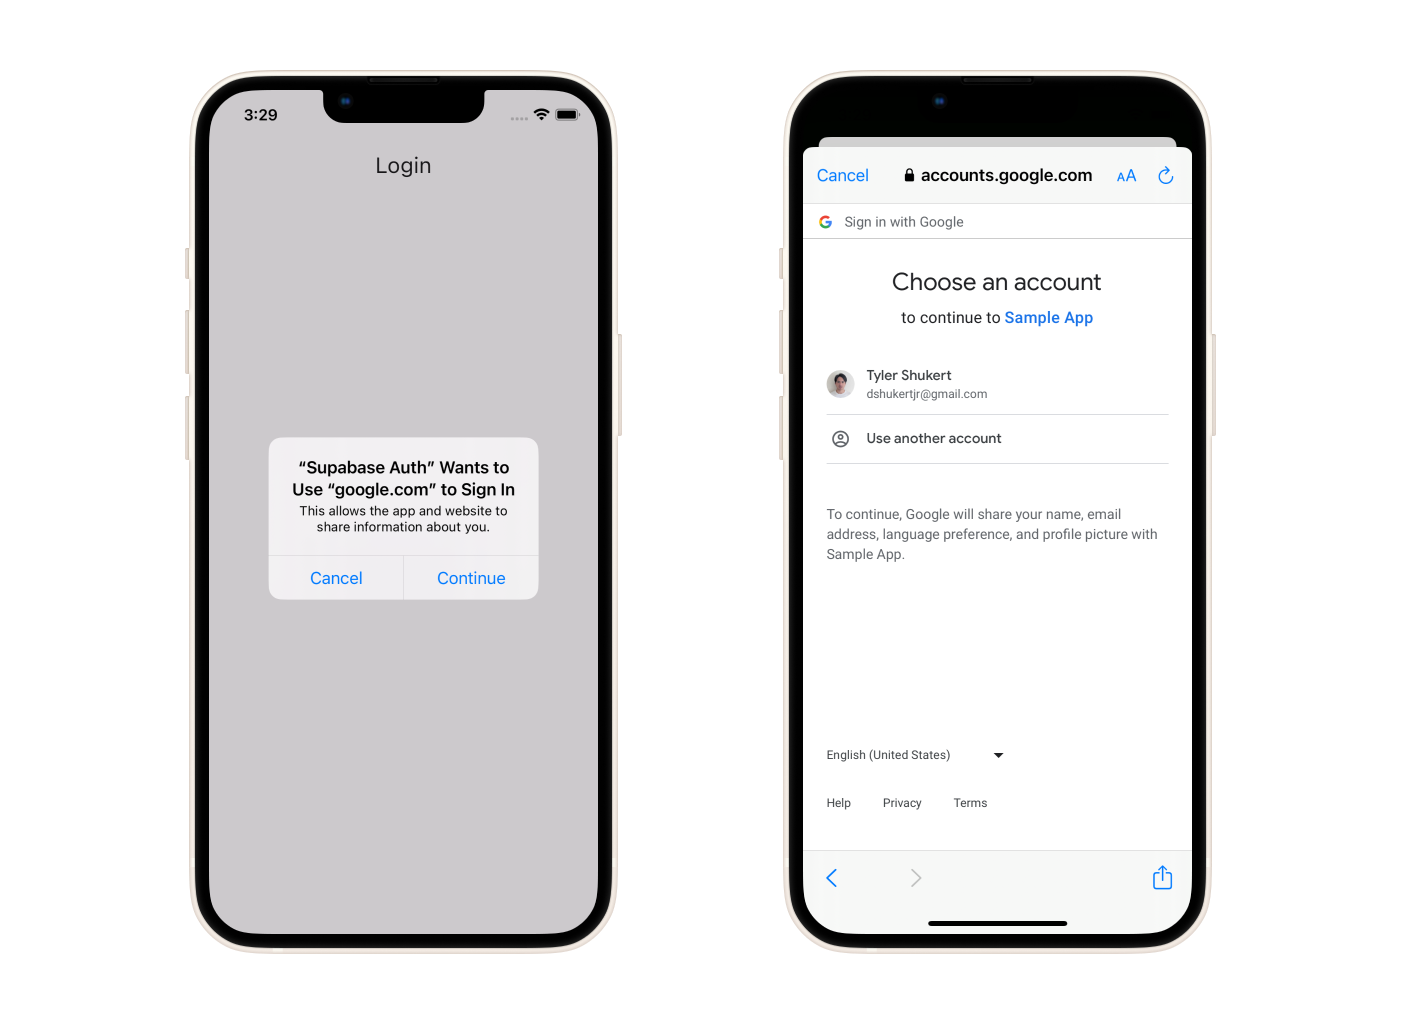 3:29
Login
“Supabase Auth” Wants to
Use “google.com” to Sign In
This allows the app and website to
share information about you.
Cancel
Continue
Cancel
accounts.google.com
AA
Sign in with Google
Choose an account
to continue to Sample App
Tyler Shukert
dshukertjr@gmail.com
Use another account
To continue, Google will share your name, email
address, language preference, and profile picture with
Sample App.
English (United States)
Help
Privacy
Terms